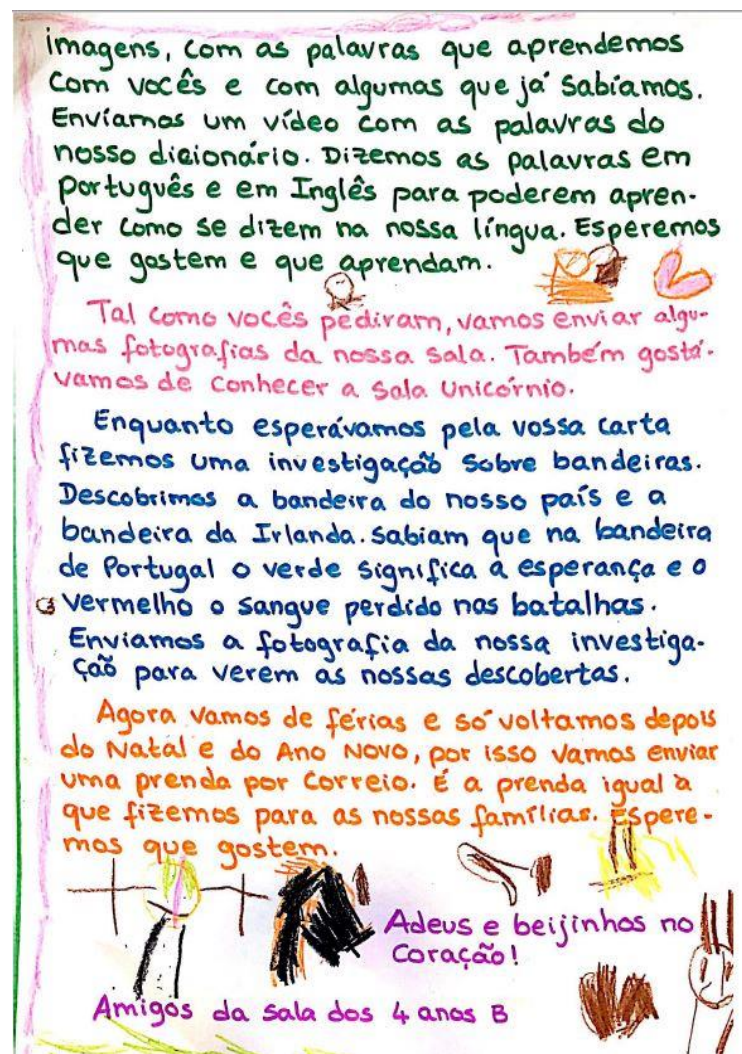 imagens, com as palavras que aprendemos
com vocês e com algumas que já sabíamos.
Enviamos um vídeo com as palavras do
nosso dicionário. Dizemos as palavras em
Português e em Inglês para poderem apren-
der como se dizem na nossa língua. Esperemos
que gostem e que aprendam.
Tal como vocês pediram, vamos enviar algu-
mas fotografias da nossa sala. Também gostá-
vamos de conhecer a sala Unicórnio.
Enquanto esperávamos pela vossa carta
fizemos uma investigação sobre bandeiras.
Descobrimos a bandeira do nosso país e a
bandeira da Irlanda. Sabiam que na bandeira
de Portugal o verde significa a esperança e o
vermelho o sangue perdido nas batalhas.
Enviamos a fotografia da nossa investiga-
ção para verem as nossas descobertas.
Agora vamos de férias e só voltamos depois
do Natal e do Ano Novo, por isso vamos enviar
uma prenda por correio. É a prenda igual à
que fizemos para as nossas famílias. Espere-
mos que gostem.
Adeus e beijinhos no
coração!
Amigos da sala dos 4 anos B